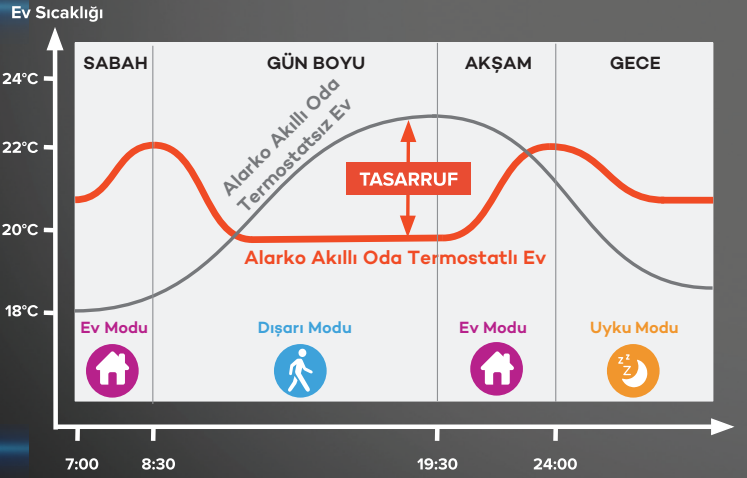 Ev Sıcaklığı
SABAH
GÜN BOYU
AKŞAM
GECE
24°C
22°C
20°C
18°C
Alarko Akıllı Oda
Termostatsız Ev
TASARRUF
Alarko Akıllı Oda Termostatlı Ev
Ev Modu
Dışarı Modu
Ev Modu
Uyku Modu
z z
Z
7:00
8:30
19:30
24:00